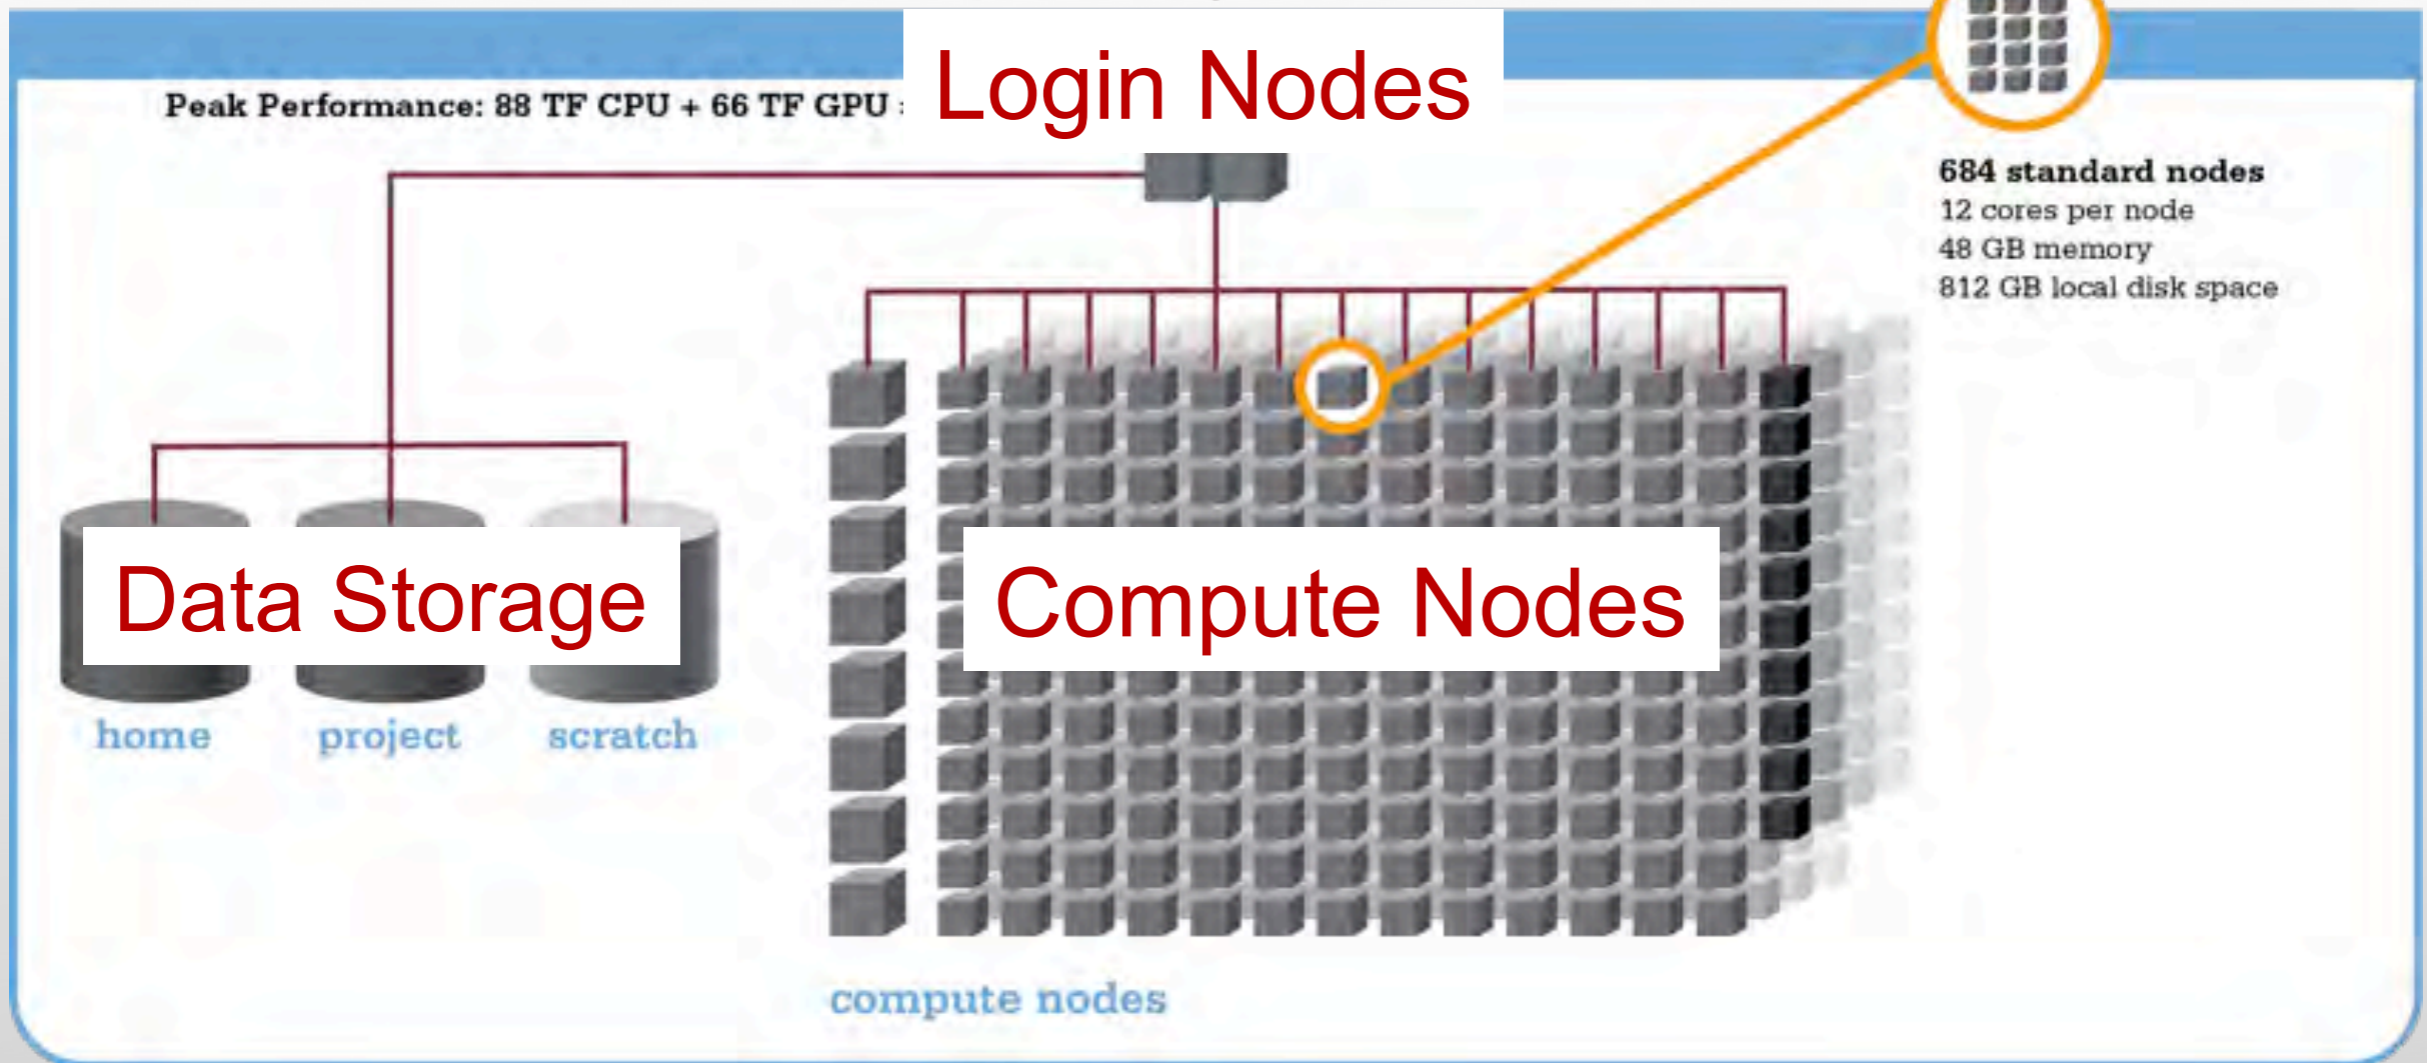 Login Nodes
Peak Performance: 88 TF CPU + 66 TF GPU
684 standard nodes
12 cores per node
48 GB memory
812 GB local disk space
Data Storage
Compute Nodes
home
project
scratch
compute nodes